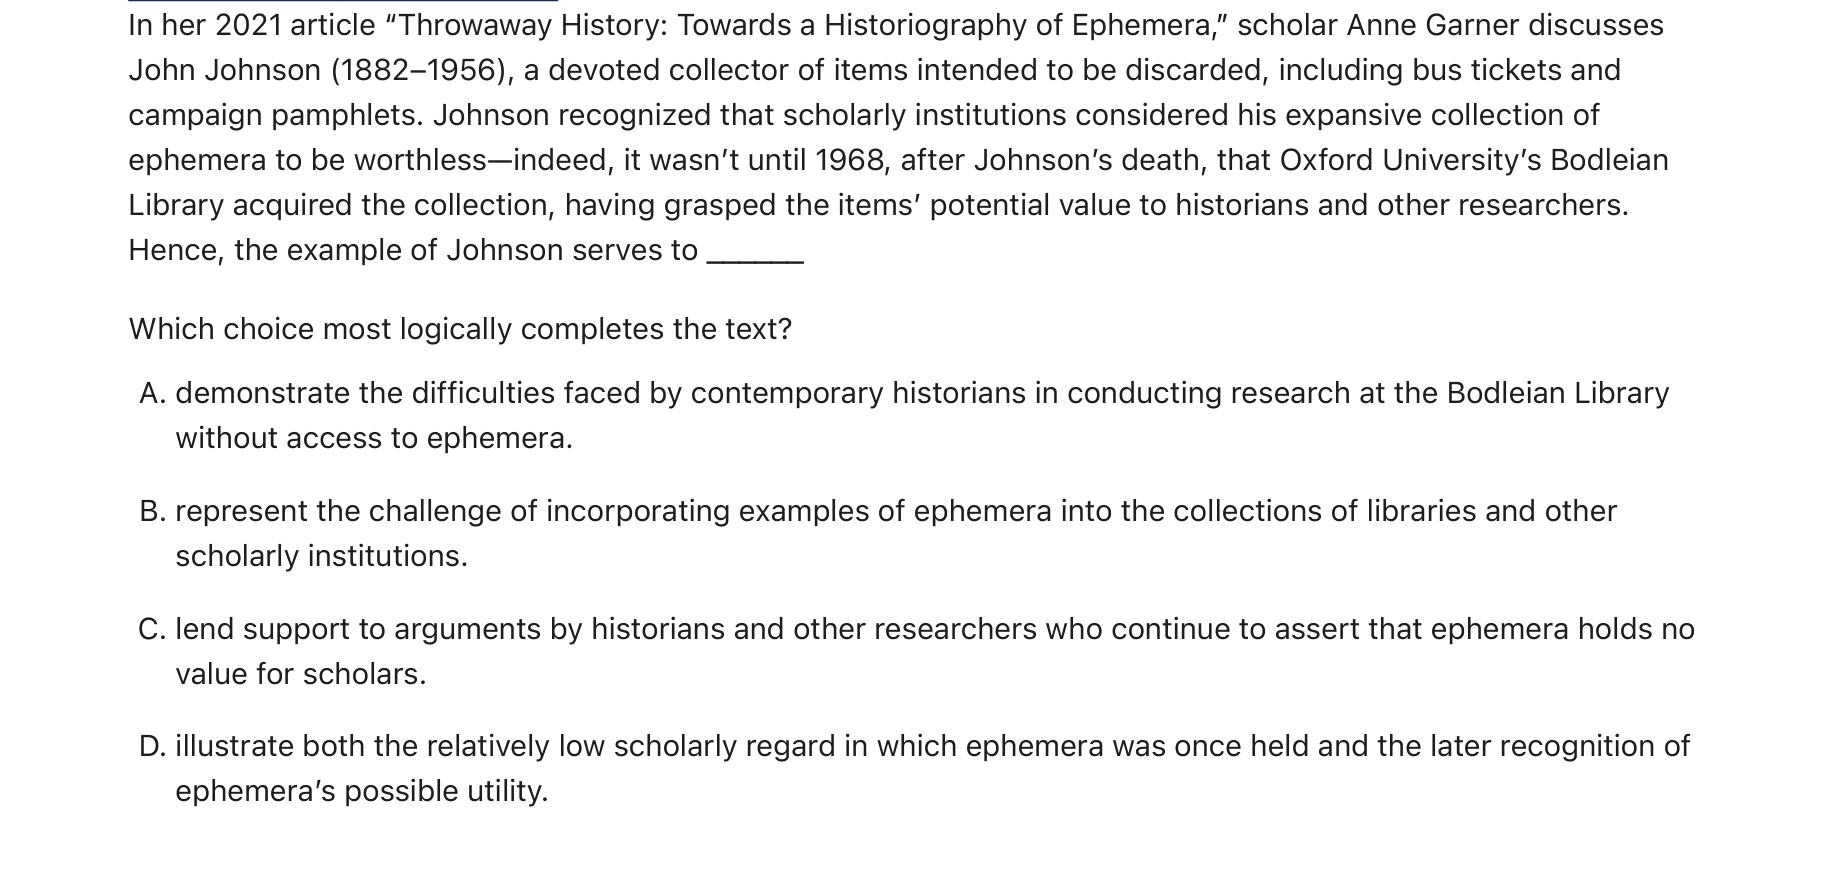 In her 2021 article “Throwaway History: Towards a Historiography of Ephemera,” scholar Anne Garner discusses
John Johnson (1882–1956), a devoted collector of items intended to be discarded, including bus tickets and
campaign pamphlets. Johnson recognized that scholarly institutions considered his expansive collection of
ephemera to be worthless—indeed, it wasn’t until 1968, after Johnson’s death, that Oxford University’s Bodleian
Library acquired the collection, having grasped the items’ potential value to historians and other researchers.
Hence, the example of Johnson serves to ______
Which choice most logically completes the text?
A. demonstrate the difficulties faced by contemporary historians in conducting research at the Bodleian Library
without access to ephemera.
B. represent the challenge of incorporating examples of ephemera into the collections of libraries and other
scholarly institutions.
C. lend support to arguments by historians and other researchers who continue to assert that ephemera holds no
value for scholars.
D. illustrate both the relatively low scholarly regard in which ephemera was once held and the later recognition of
ephemera’s possible utility.